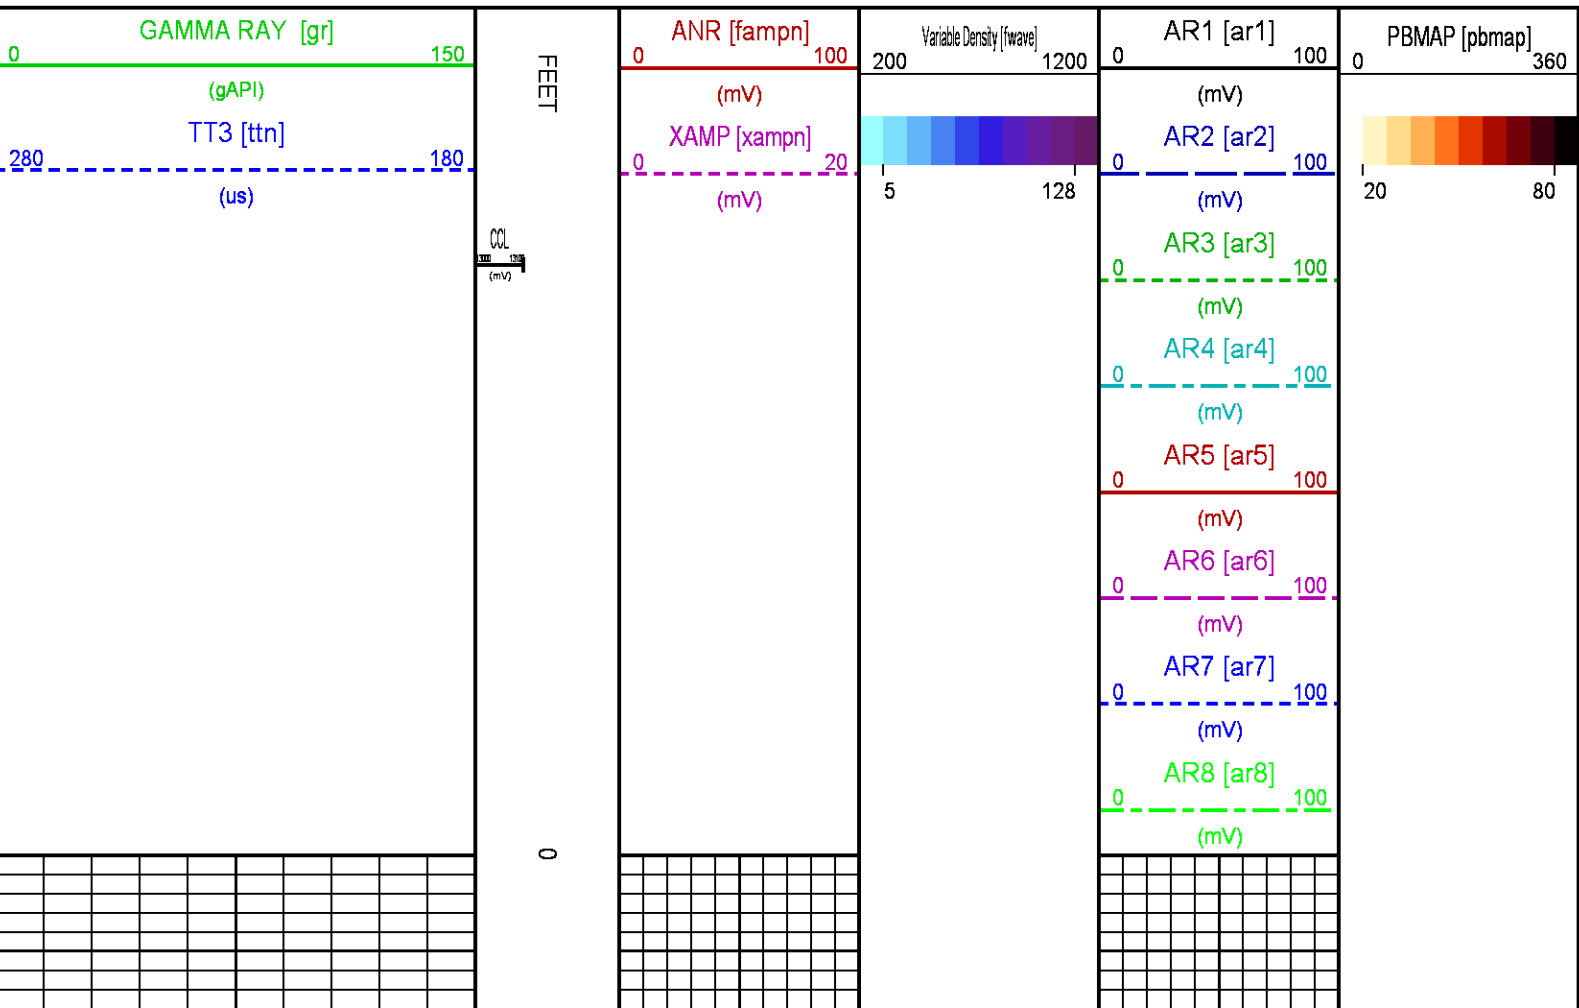 GAMMA RAY [gr]
0 150
(gAPI)
TT3 [ttn]
280 180
(us)
FEET
CCL
(mV)
0
ANR [fampn]
0 100
(mV)
XAMP [xampn]
0 20
(mV)
Variable Density [fwave]
200 1200
5 128
AR1 [ar1]
0 100
(mV)
AR2 [ar2]
0 100
(mV)
AR3 [ar3]
0 100
(mV)
AR4 [ar4]
0 100
(mV)
AR5 [ar5]
0 100
(mV)
AR6 [ar6]
0 100
(mV)
AR7 [ar7]
0 100
(mV)
AR8 [ar8]
0 100
(mV)
PBMAP [pbmap]
0 360
20 80